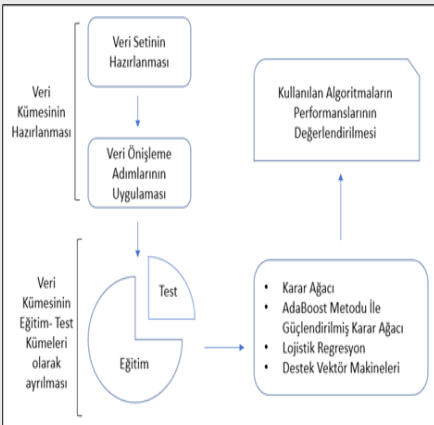 Veri
Kümesinin
Hazırlanması
Veri Setinin
Hazırlanması
Veri Önişleme
Adımlarının
Uygulaması
Veri
Kümesinin
Eğitim- Test
Kümeleri
olarak
ayrılması
Test
Eğitim
• Karar Ağacı
• AdaBoost Metodu İle
Güçlendirilmiş Karar Ağacı
• Lojistik Regresyon
• Destek Vektör Makineleri
Kullanılan Algoritmaların
Performanslarının
Değerlendirilmesi